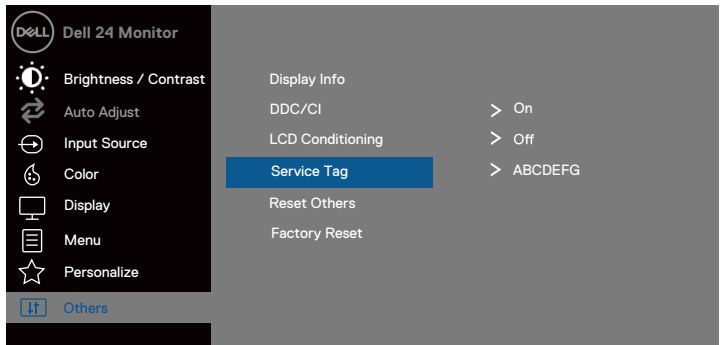 DELL Dell 24 Monitor
Brightness / Contrast
Auto Adjust
Input Source
Color
Display
Menu
Personalize
Others
Display Info
DDC/CI > On
LCD Conditioning > Off
Service Tag > ABCDEFG
Reset Others
Factory Reset